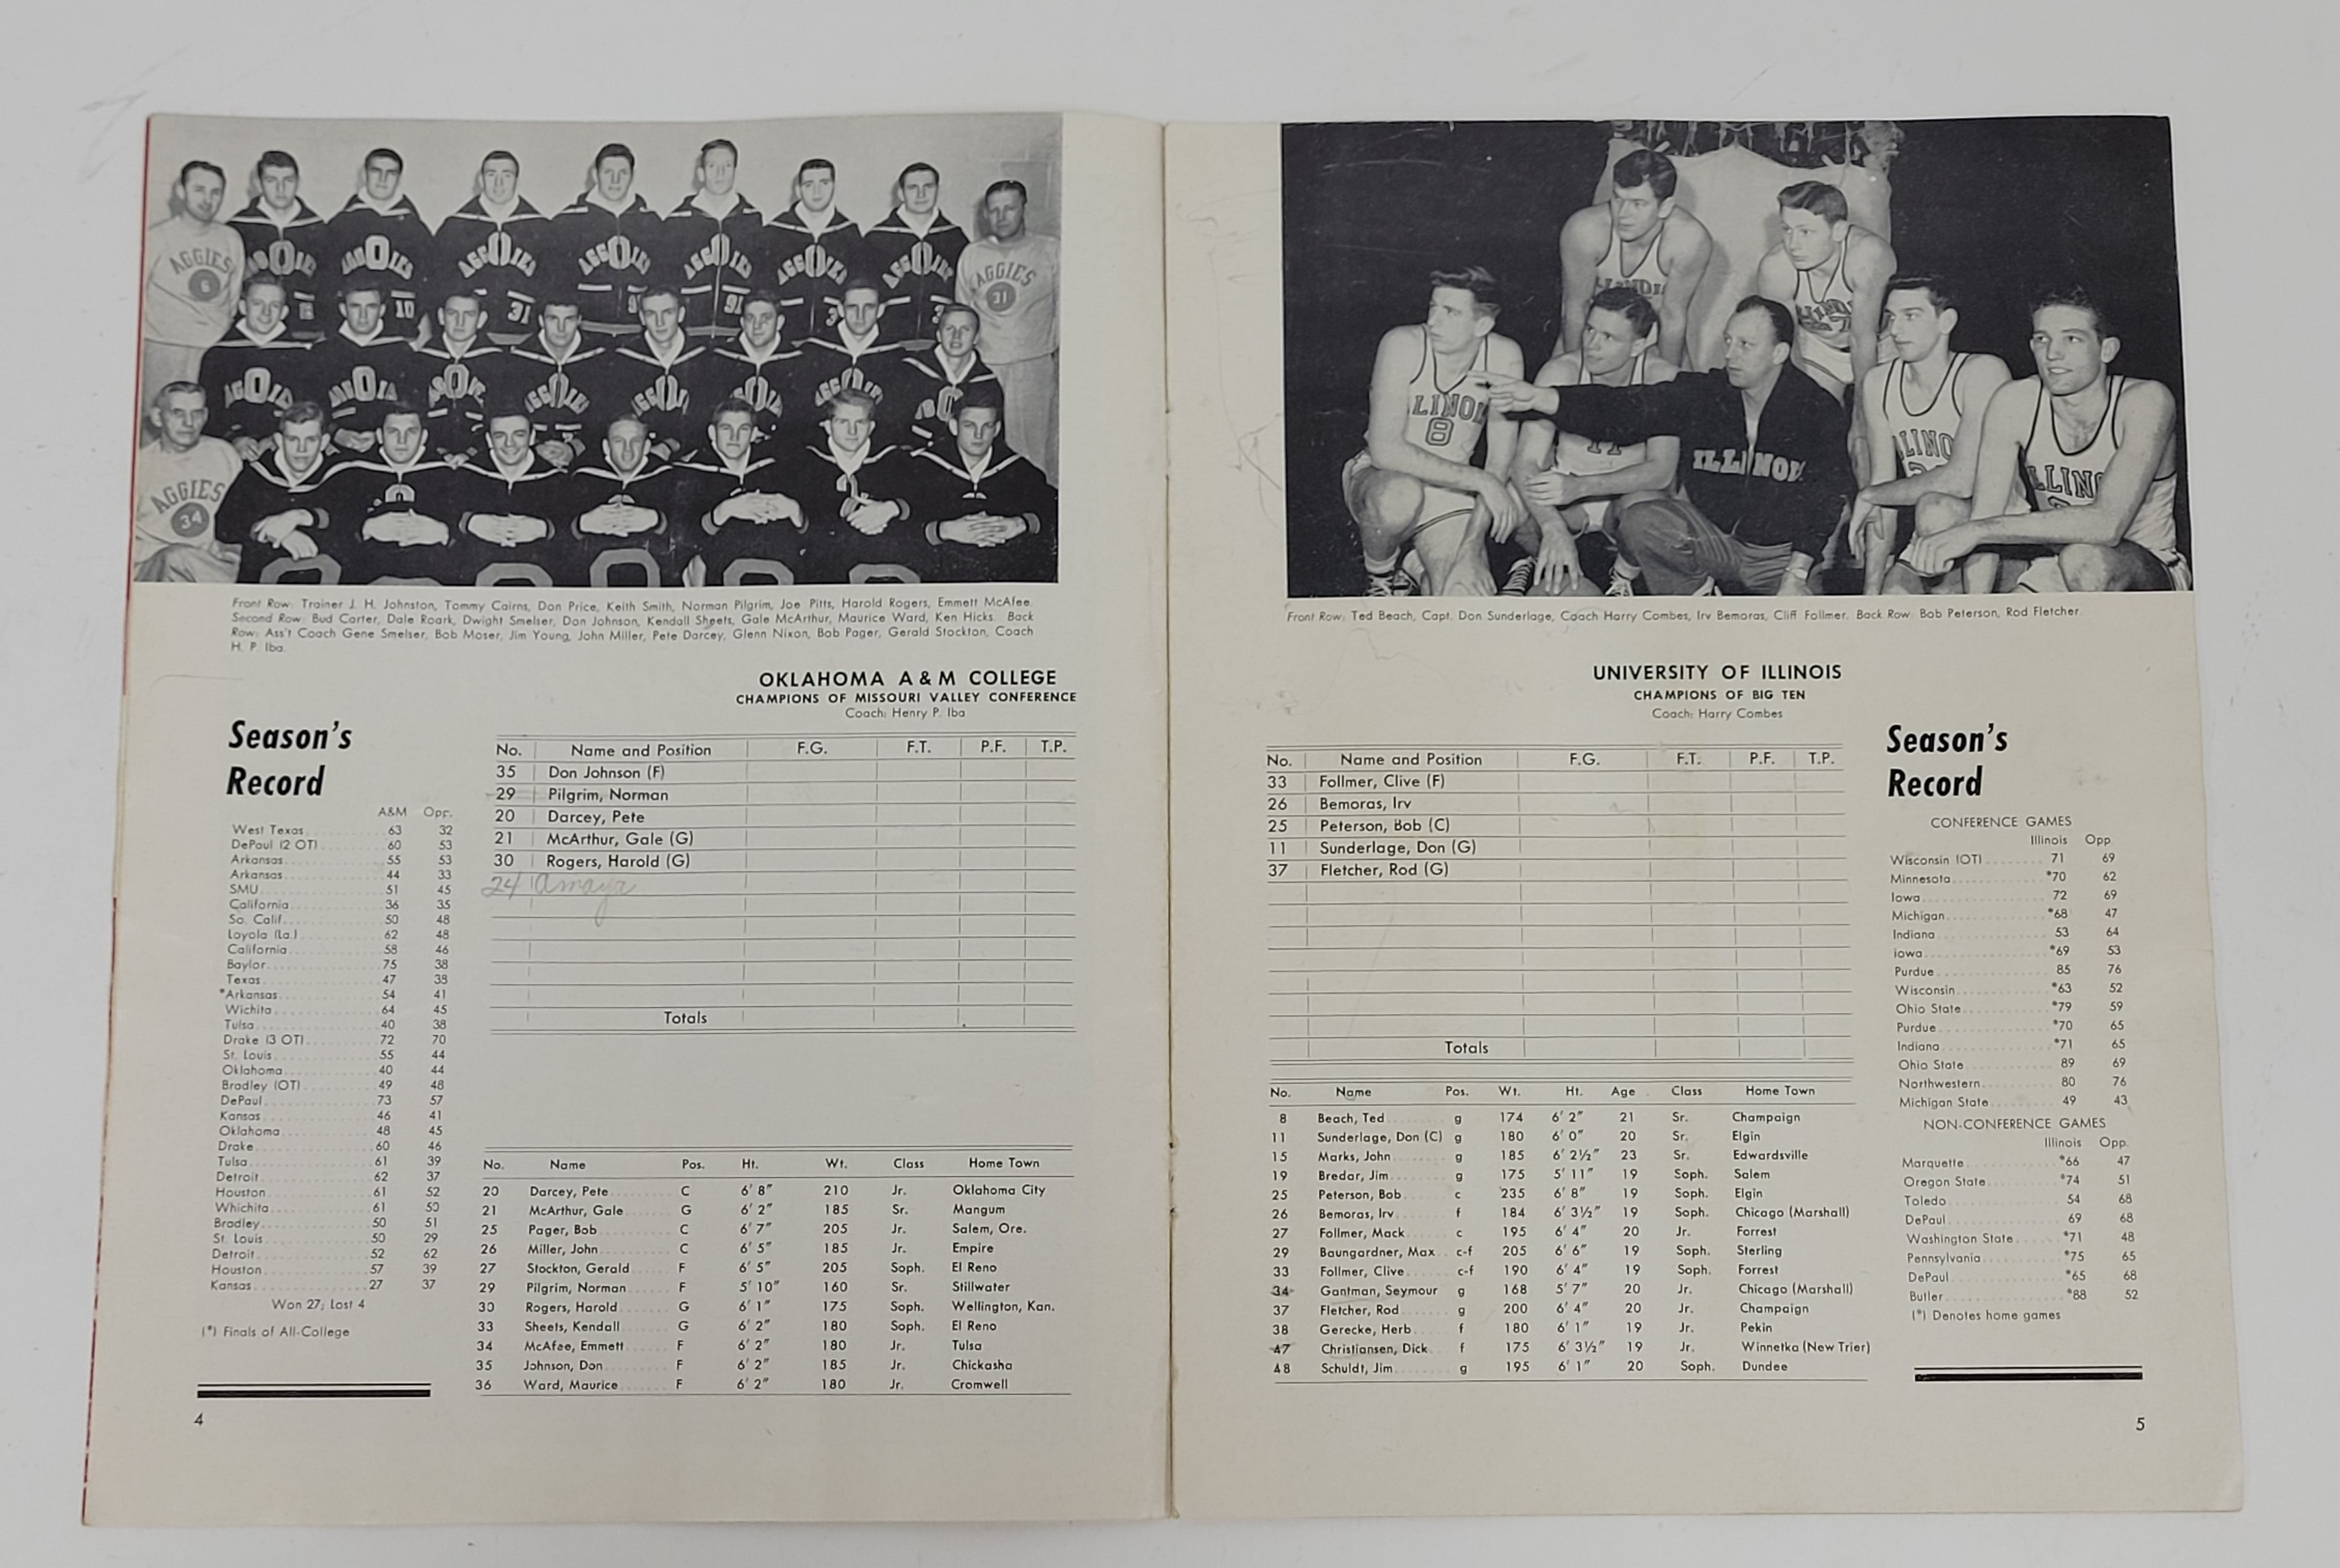 Front Row: Trainer J. H. Johnston, Tommy Cairns, Don Price, Keith Smith, Norman Pilgrim, Joe Pitts, Harold Rogers, Emmett McAfee.
Second Row: Bud Carter, Dale Roark, Dwight Smelser, Don Johnson, Kendall Sheets, Gale McArthur, Maurice Ward, Ken Hicks. Back
Row: Ass't Coach Gene Smelser, Bob Moser, Jim Young, John Miller, Pete Darcey, Glenn Nixon, Bob Pager, Gerald Stockton, Coach
H. P. Iba.
OKLAHOMA A & M COLLEGE
CHAMPIONS OF MISSOURI VALLEY CONFERENCE
Coach: Henry P. Iba
Season's
Record
A&M Opp.
West Texas 63 32
DePaul (2 OT) 60 53
Arkansas 55 53
Arkansas 44 33
SMU 51 45
California 36 35
So. Calif. 50 48
Loyola (La.) 62 48
California 58 46
Baylor 75 38
Texas 47 38
*Arkansas 54 41
Wichita 64 45
Tulsa 40 38
Drake (3 OT) 72 70
St. Louis 55 44
Oklahoma 40 44
Bradley (OT) 49 48
DePaul 73 57
Kansas 46 41
Oklahoma 48 45
Drake 60 46
Tulsa 61 39
Detroit 62 37
Houston 61 52
Whichita 61 50
Bradley 50 51
St. Louis 50 29
Detroit 52 62
Houston 57 39
Kansas 27 37
Won 27; Lost 4
(*) Finals of All-College
4
No. Name and Position F.G. F.T. P.F. T.P.
35 Don Johnson (F)
29 Pilgrim, Norman
20 Darcey, Pete
21 McArthur, Gale (G)
30 Rogers, Harold (G)
24 Amaya
Totals
No. Name Pos. Ht. Wt. Class Home Town
20 Darcey, Pete C 6' 8" 210 Jr. Oklahoma City
21 McArthur, Gale G 6' 2" 185 Sr. Mangum
25 Pager, Bob C 6' 7" 205 Jr. Salem, Ore.
26 Miller, John C 6' 5" 185 Jr. Empire
27 Stockton, Gerald F 6' 5" 205 Soph. El Reno
29 Pilgrim, Norman F 5' 10" 160 Sr. Stillwater
30 Rogers, Harold G 6' 1" 175 Soph. Wellington, Kan.
33 Sheets, Kendall G 6' 2" 180 Soph. El Reno
34 McAfee, Emmett F 6' 2" 180 Jr. Tulsa
35 Johnson, Don F 6' 2" 185 Jr. Chickasha
36 Ward, Maurice F 6' 2" 180 Jr. Cromwell
Front Row: Ted Beach, Capt. Don Sunderlage, Coach Harry Combes, Irv Bemoras, Cliff Follmer. Back Row: Bob Peterson, Rod Fletcher.
UNIVERSITY OF ILLINOIS
CHAMPIONS OF BIG TEN
Coach: Harry Combes
No. Name and Position F.G. F.T. P.F. T.P.
33 Follmer, Clive (F)
26 Bemoras, Irv
25 Peterson, Bob (C)
11 Sunderlage, Don (G)
37 Fletcher, Rod (G)
Totals
No. Name Pos. Wt. Ht. Age Class Home Town
8 Beach, Ted g 174 6' 2" 21 Sr. Champaign
11 Sunderlage, Don (C) g 180 6' 0" 20 Sr. Elgin
15 Marks, John g 185 6' 2½" 23 Sr. Edwardsville
19 Bredar, Jim g 175 5' 11" 19 Soph. Salem
25 Peterson, Bob c 235 6' 8" 19 Soph. Elgin
26 Bemoras, Irv f 184 6' 3½" 19 Soph. Chicago (Marshall)
27 Follmer, Mack c 195 6' 4" 20 Jr. Forrest
29 Baungardner, Max c-f 205 6' 6" 19 Soph. Sterling
33 Follmer, Clive c-f 190 6' 4" 19 Soph. Forrest
34 Gantman, Seymour g 168 5' 7" 20 Jr. Chicago (Marshall)
37 Fletcher, Rod g 200 6' 4" 20 Jr. Champaign
38 Gerecke, Herb f 180 6' 1" 19 Jr. Pekin
47 Christiansen, Dick f 175 6' 3½" 19 Jr. Winnetka (New Trier)
48 Schuldt, Jim g 195 6' 1" 20 Soph. Dundee
Season's
Record
CONFERENCE GAMES
Illinois Opp
Wisconsin (OT) 71 69
Minnesota *70 62
Iowa 72 69
Michigan *68 47
Indiana 53 64
iowa *69 53
Purdue 85 76
Wisconsin *63 52
Ohio State *79 59
Purdue *70 65
Indiana *71 65
Ohio State 89 69
Northwestern 80 76
Michigan State 49 43
NON-CONFERENCE GAMES
Illinois Opp.
Marquette *66 47
Oregon State *74 51
Toledo 54 68
DePaul 69 68
Washington State *71 48
Pennsylvania *75 65
DePaul *65 68
Butler *88 52
(*) Denotes home games
5